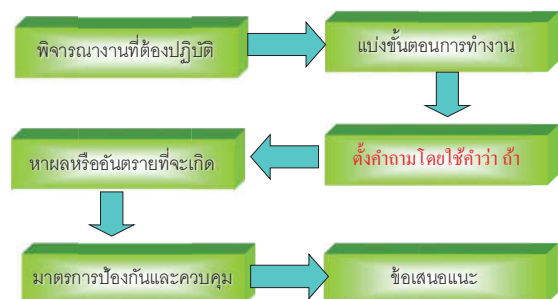 พิจารณางานที่ต้องปฏิบัติ
แบ่งขั้นตอนการทำงาน
ตั้งคำถามโดยใช้คำว่า ถ้า
หาผลหรืออันตรายที่จะเกิด
มาตรการป้องกันและควบคุม
ข้อเสนอแนะ